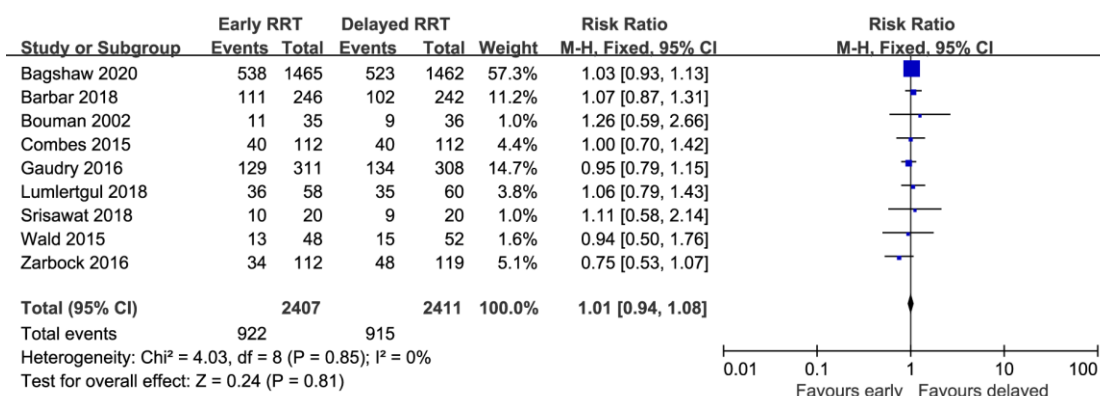 Early RRT Delayed RRT Risk Ratio Risk Ratio
Study or Subgroup Events Total Events Total Weight M-H, Fixed, 95% CI M-H, Fixed, 95% CI
Bagshaw 2020 538 1465 523 1462 57.3% 1.03 [0.93, 1.13]
Barbar 2018 111 246 102 242 11.2% 1.07 [0.87, 1.31]
Bouman 2002 11 35 9 36 1.0% 1.26 [0.59, 2.66]
Combes 2015 40 112 40 112 4.4% 1.00 [0.70, 1.42]
Gaudry 2016 129 311 134 308 14.7% 0.95 [0.79, 1.15]
Lumlertgul 2018 36 58 35 60 3.8% 1.06 [0.79, 1.43]
Srisawat 2018 10 20 9 20 1.0% 1.11 [0.58, 2.14]
Wald 2015 13 48 15 52 1.6% 0.94 [0.50, 1.76]
Zarbock 2016 34 112 48 119 5.1% 0.75 [0.53, 1.07]
Total (95% CI) 2407 2411 100.0% 1.01 [0.94, 1.08]
Total events 922 915
Heterogeneity: Chi² = 4.03, df = 8 (P = 0.85); I² = 0%
Test for overall effect: Z = 0.24 (P = 0.81)
0.01 0.1 1 10 100
Favours early Favours delayed